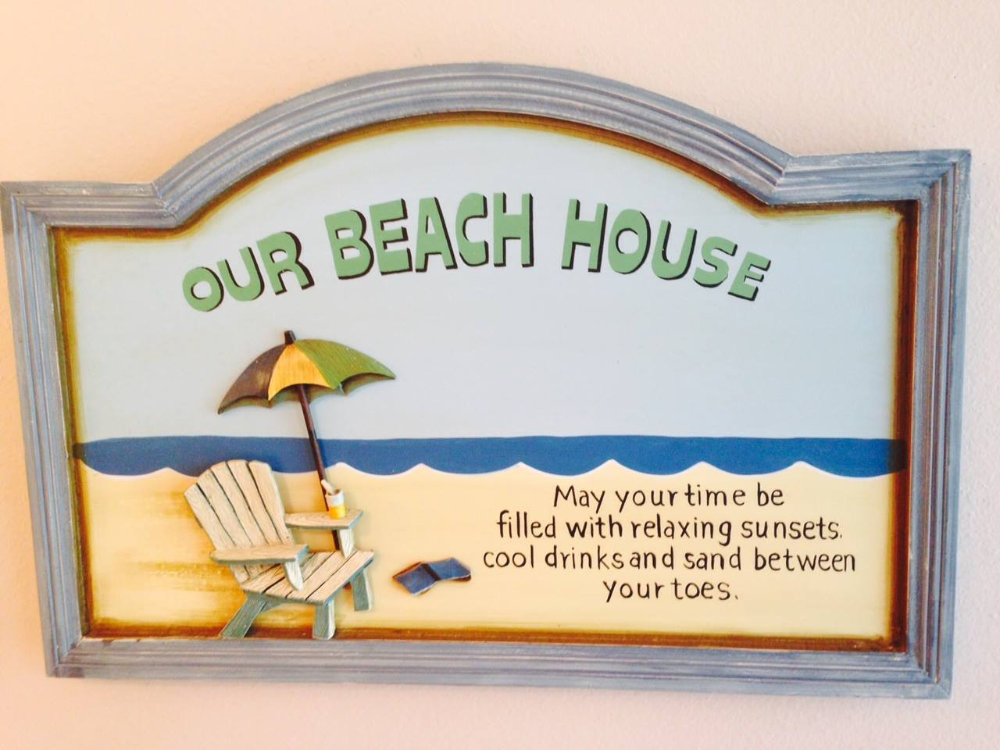 OUR BEACH HOUSE
May your time be
filled with relaxing sunsets.
cool drinks and sand between
your toes.